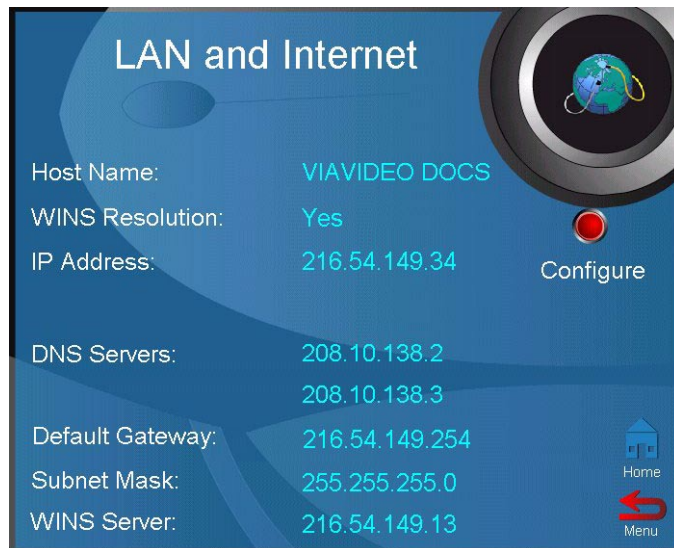 LAN and Internet
Host Name: VIAVIDEO DOCS
WINS Resolution: Yes
IP Address: 216.54.149.34
Configure
DNS Servers: 208.10.138.2
208.10.138.3
Default Gateway: 216.54.149.254
Subnet Mask: 255.255.255.0
Home
WINS Server: 216.54.149.13
Menu